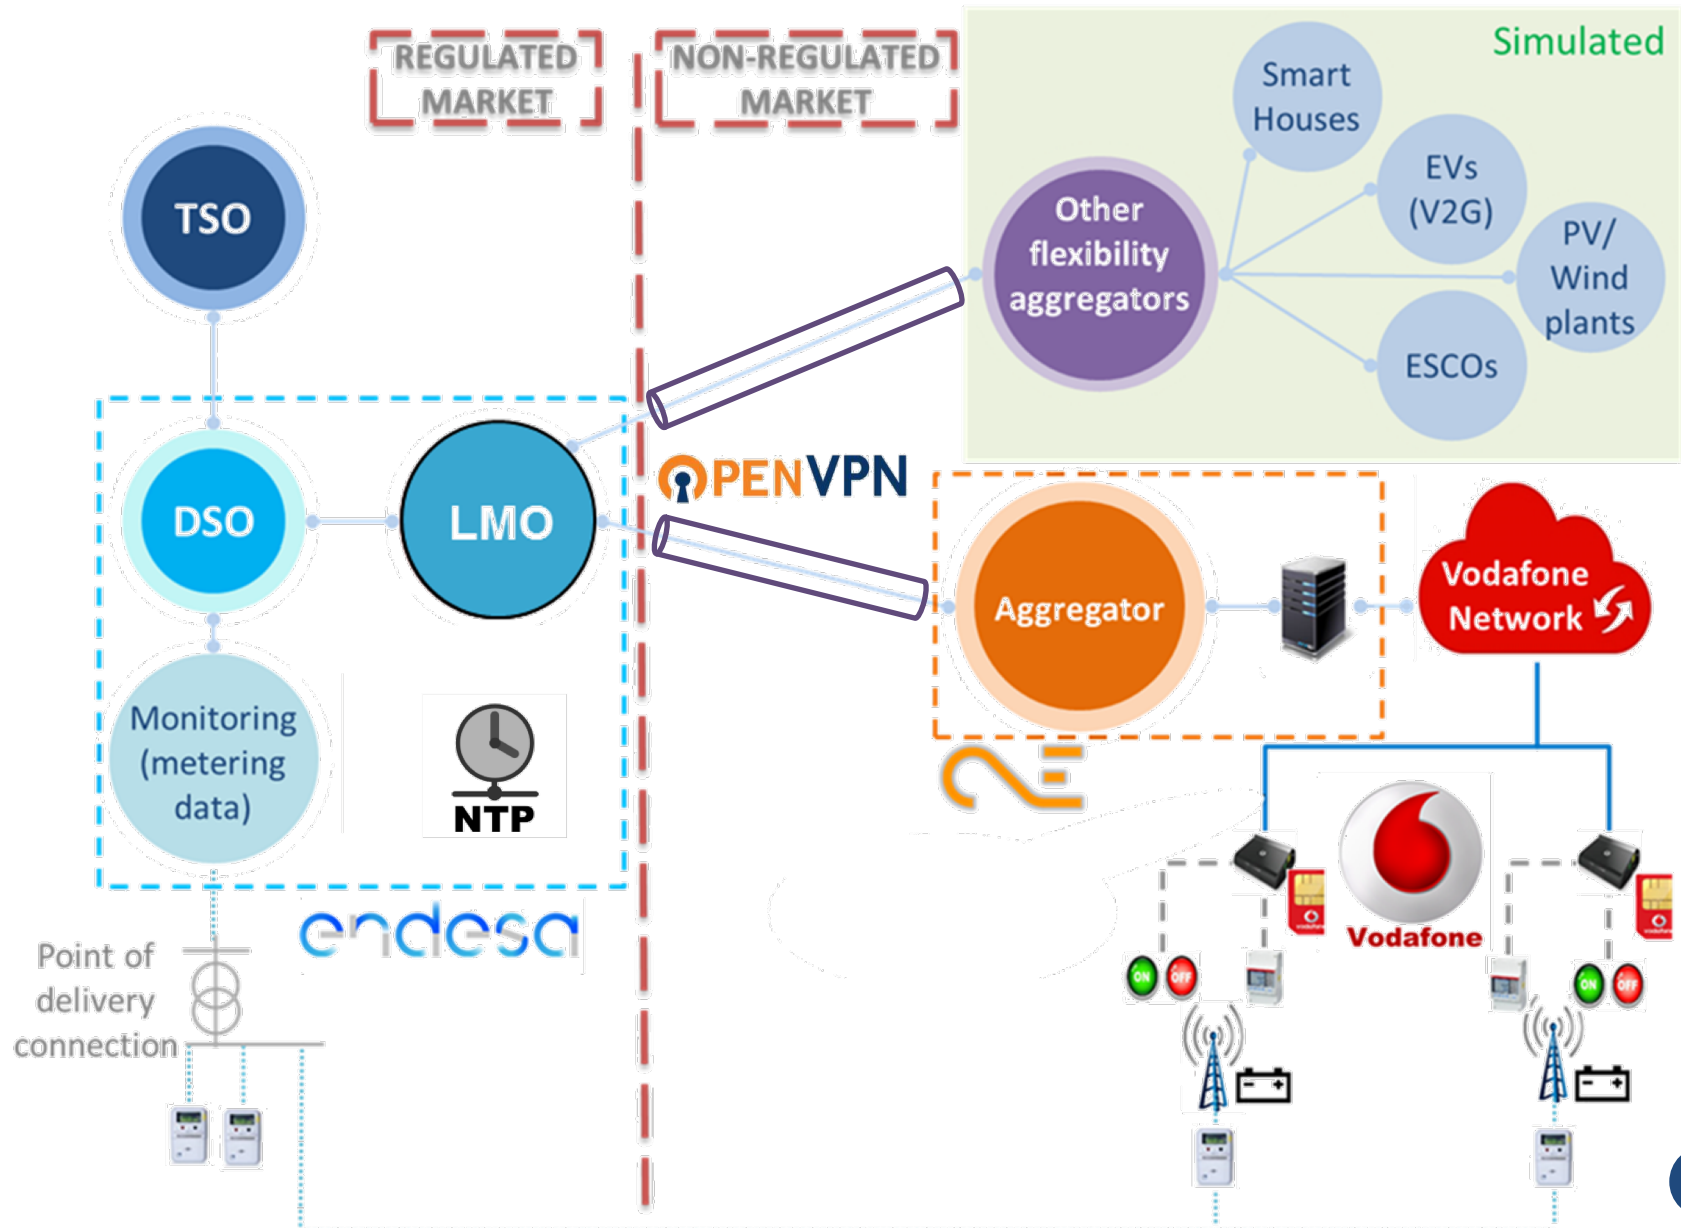 REGULATED
MARKET
NON-REGULATED
MARKET
Simulated
Smart
Houses
EVs
(V2G)
PV/
Wind
plants
ESCOs
Other
flexibility
aggregators
TSO
DSO
LMO
OPENVPN
Aggregator
Vodafone
Network
Monitoring
(metering
data)
NTP
endesa
Point of
delivery
connection
Vodafone
vodafone
vodafone
ON
OFF
ON
OFF